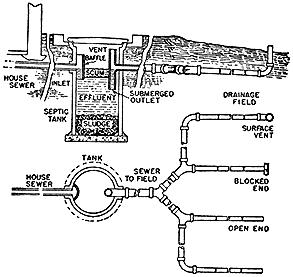 VENT
BAFFLE
INLET
SCUM
HOUSE
SEWER
EFFLUENT
SUBMERGED
OUTLET
SEPTIC
TANK
SLUDGE
DRAINAGE
FIELD
SURFACE
VENT
TANK
HOUSE
SEWER
SEWER
TO FIELD
BLOCKED
END
OPEN END